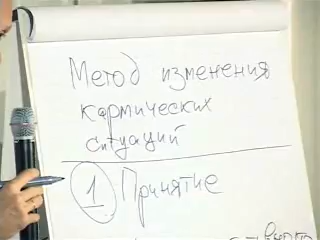 Метод изменения
кармических
ситуаций
1 Принятие